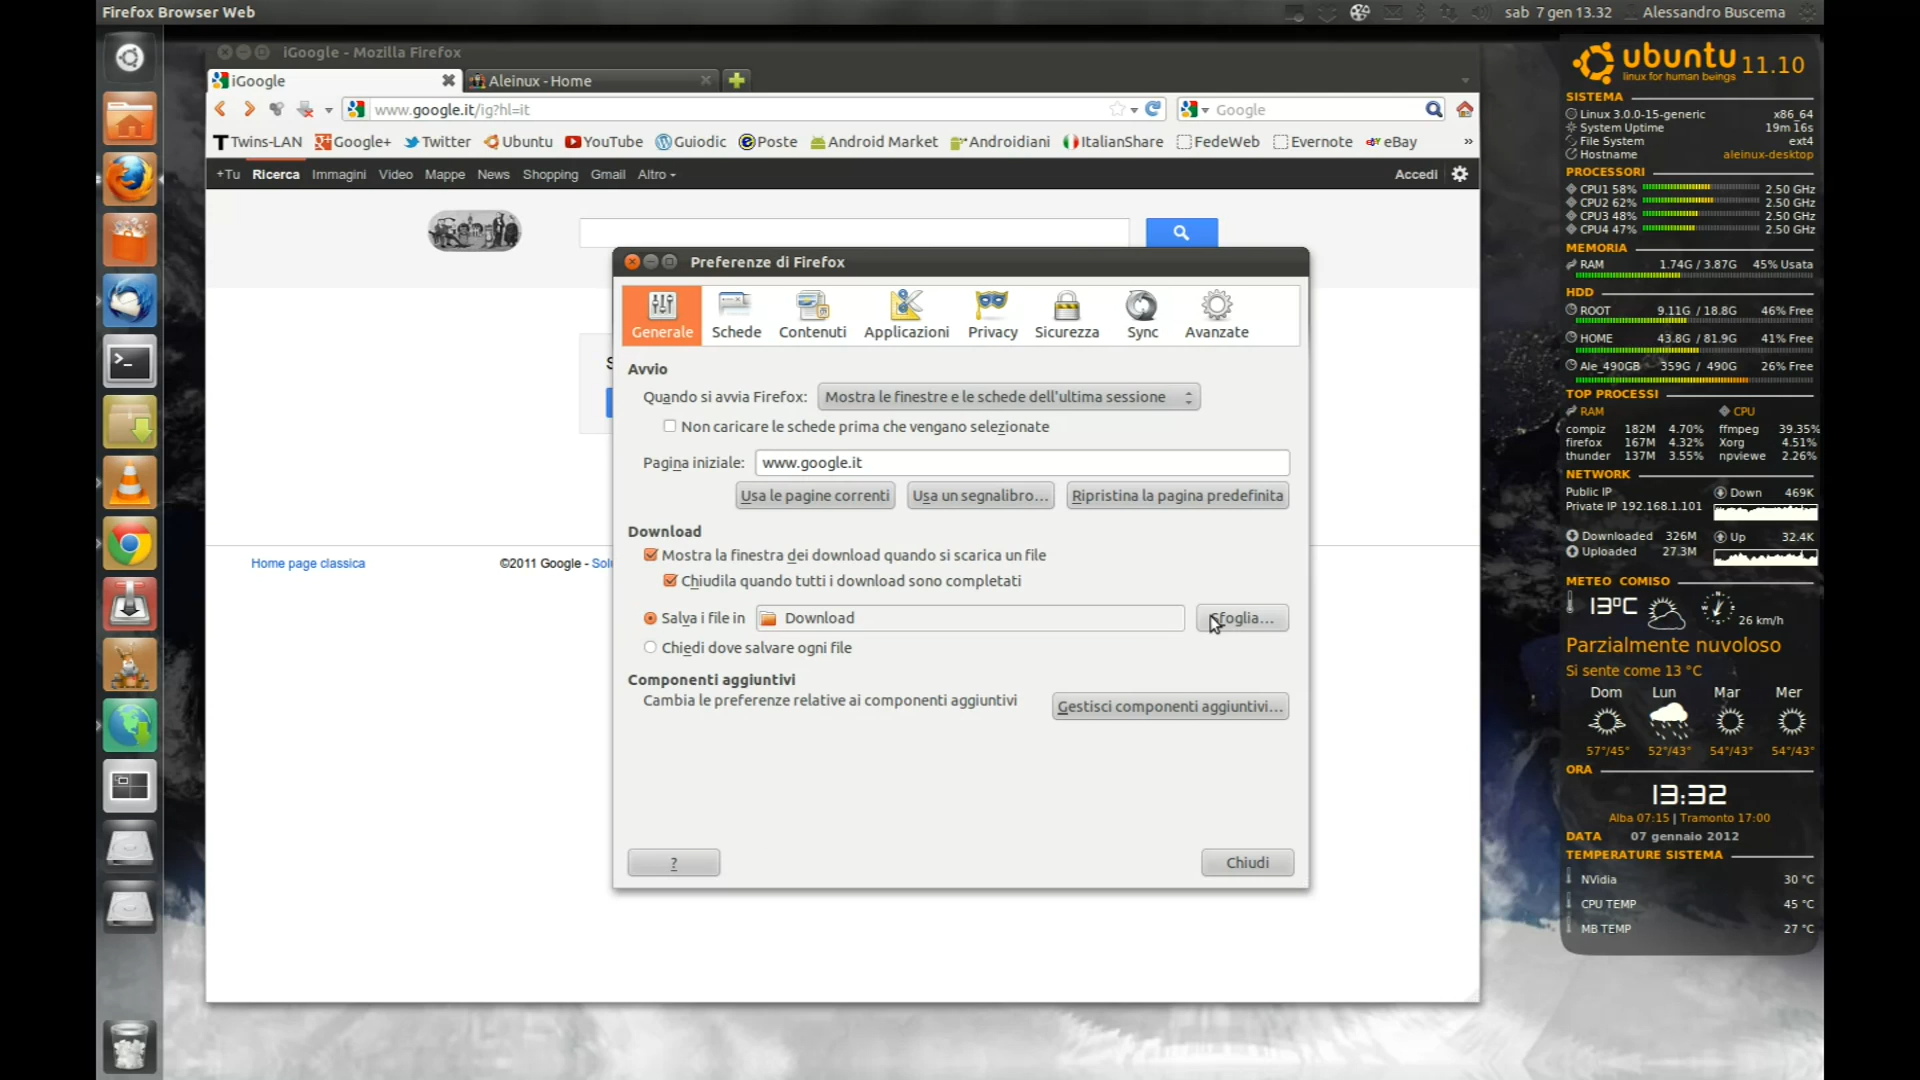 Firefox Browser Web
sab 7 gen 13.32 Alessandro Buscema
iGoogle - Mozilla Firefox
iGoogle
Aleinux - Home
www.google.it/ig?hl=it
Google
Twins-LAN Google+ Twitter Ubuntu YouTube Guiodic Poste Android Market Androidiani ItalianShare FedeWeb Evernote eBay »
+Tu Ricerca Immagini Video Mappe News Shopping Gmail Altro
Accedi
Preferenze di Firefox
Generale Schede Contenuti Applicazioni Privacy Sicurezza Sync Avanzate
Avvio
Quando si avvia Firefox: Mostra le finestre e le schede dell'ultima sessione
Non caricare le schede prima che vengano selezionate
Pagina iniziale: www.google.it
Usa le pagine correnti Usa un segnalibro... Ripristina la pagina predefinita
Download
Mostra la finestra dei download quando si scarica un file
Chiudila quando tutti i download sono completati
Salva i file in Download Sfoglia...
Chiedi dove salvare ogni file
Componenti aggiuntivi
Cambia le preferenze relative ai componenti aggiuntivi
Gestisci componenti aggiuntivi...
? Chiudi
Home page classica
©2011 Google -
ubuntu 11.10
linux for human beings
SISTEMA
Linux 3.0.0-15-generic x86_64
System Uptime 19m 16s
File System ext4
Hostname aleinux-desktop
PROCESSORI
CPU1 58% 2.50 GHz
CPU2 62% 2.50 GHz
CPU3 48% 2.50 GHz
CPU4 47% 2.50 GHz
MEMORIA
RAM 1.74G / 3.87G 45% Usata
HDD
ROOT 9.11G / 18.8G 46% Free
HOME 43.8G / 81.9G 41% Free
Ale_490GB 359G / 490G 26% Free
TOP PROCESSI
RAM CPU
compiz 182M 4.70% ffmpeg 39.35%
firefox 167M 4.32% Xorg 4.51%
thunder 137M 3.55% npviewe 2.26%
NETWORK
Public IP Down 469K
Private IP 192.168.1.101
Downloaded 326M Up 32.4K
Uploaded 27.3M
METEO COMISO
13°C 26 km/h
Parzialmente nuvoloso
Si sente come 13 °C
Dom Lun Mar Mer
57°/45° 52°/43° 54°/43° 54°/43°
ORA
13:32
Alba 07:15 | Tramonto 17:00
DATA 07 gennaio 2012
TEMPERATURE SISTEMA
NVidia 30 °C
CPU TEMP 45 °C
MB TEMP 27 °C